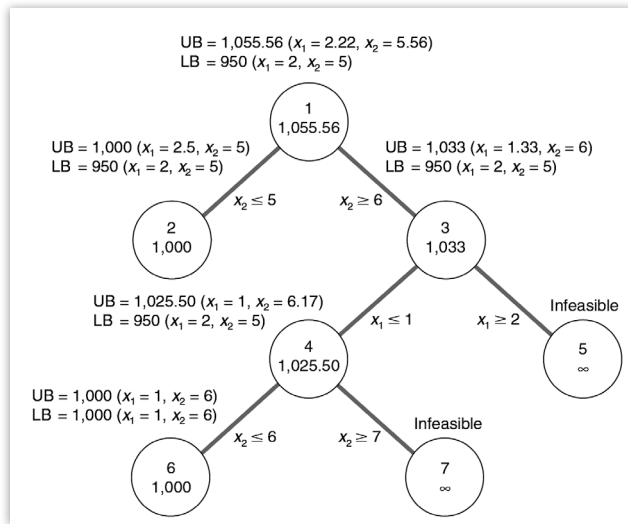 UB = 1,055.56 (x₁ = 2.22, x₂ = 5.56)
LB = 950 (x₁ = 2, x₂ = 5)
1
1,055.56
UB = 1,000 (x₁ = 2.5, x₂ = 5)
LB = 950 (x₁ = 2, x₂ = 5)
UB = 1,033 (x₁ = 1.33, x₂ = 6)
LB = 950 (x₁ = 2, x₂ = 5)
x₂ ≤ 5
x₂ ≥ 6
2
1,000
3
1,033
UB = 1,025.50 (x₁ = 1, x₂ = 6.17)
LB = 950 (x₁ = 2, x₂ = 5)
x₁ ≤ 1
x₁ ≥ 2
Infeasible
4
1,025.50
5
∞
UB = 1,000 (x₁ = 1, x₂ = 6)
LB = 1,000 (x₁ = 1, x₂ = 6)
x₂ ≤ 6
x₂ ≥ 7
Infeasible
6
1,000
7
∞